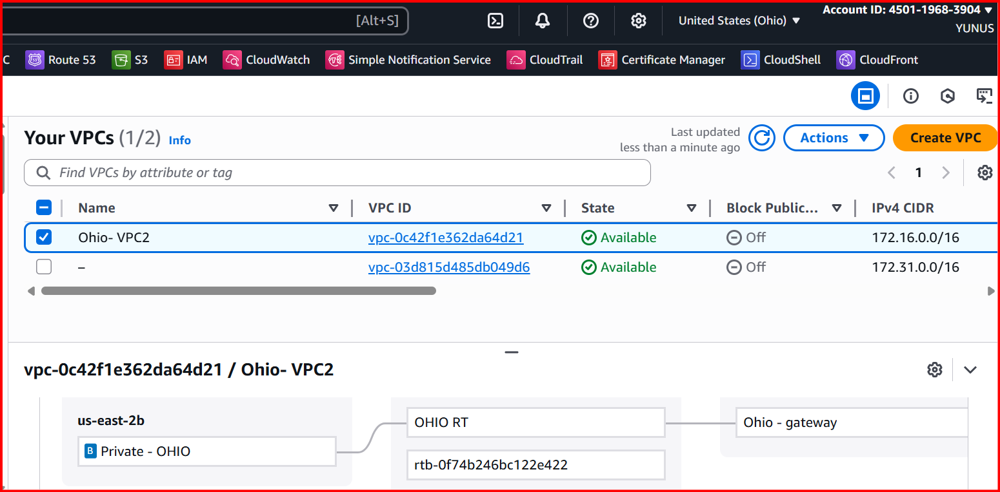 [Alt+S]
United States (Ohio)
Account ID: 4501-1968-3904
YUNUS
C Route 53 S3 IAM CloudWatch Simple Notification Service CloudTrail Certificate Manager CloudShell CloudFront
Your VPCs (1/2) Info
Last updated
less than a minute ago
Actions
Create VPC
Find VPCs by attribute or tag
1
Name VPC ID State Block Public... IPv4 CIDR
Ohio- VPC2 vpc-0c42f1e362da64d21 Available Off 172.16.0.0/16
– vpc-03d815d485db049d6 Available Off 172.31.0.0/16
vpc-0c42f1e362da64d21 / Ohio- VPC2
us-east-2b
B Private - OHIO
OHIO RT
rtb-0f74b246bc122e422
Ohio - gateway